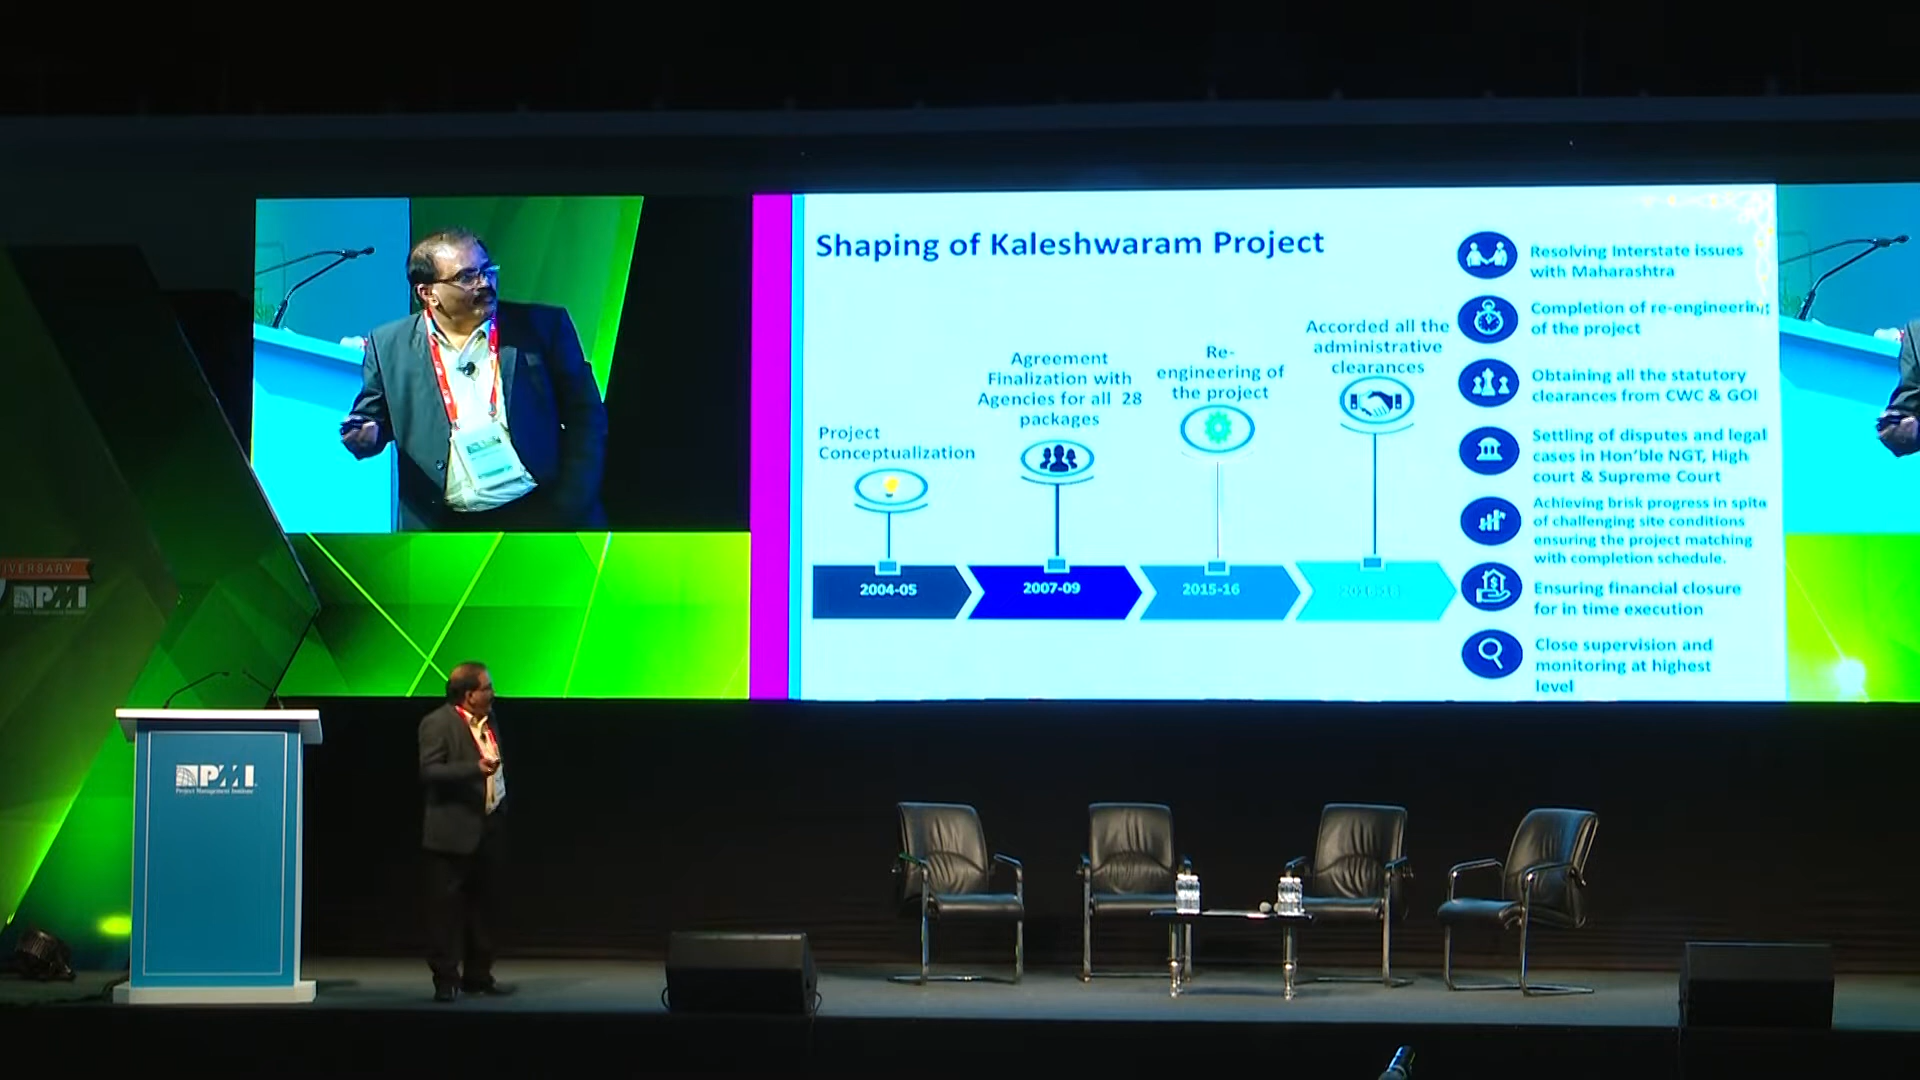 Shaping of Kaleshwaram Project
Project
Conceptualization
Agreement
Finalization with
Agencies for all 28
packages
Re-
engineering of
the project
Accorded all the
administrative
clearances
2004-05
2007-09
2015-16
Resolving Interstate issues
with Maharashtra
Completion of re-engineering
of the project
Obtaining all the statutory
clearances from CWC & GOI
Settling of disputes and legal
cases in Hon'ble NGT, High
court & Supreme Court
Achieving brisk progress in spite
of challenging site conditions
ensuring the project matching
with completion schedule.
Ensuring financial closure
for in time execution
Close supervision and
monitoring at highest
level
IVERSARY
PMI
PMI
Project Management Institute